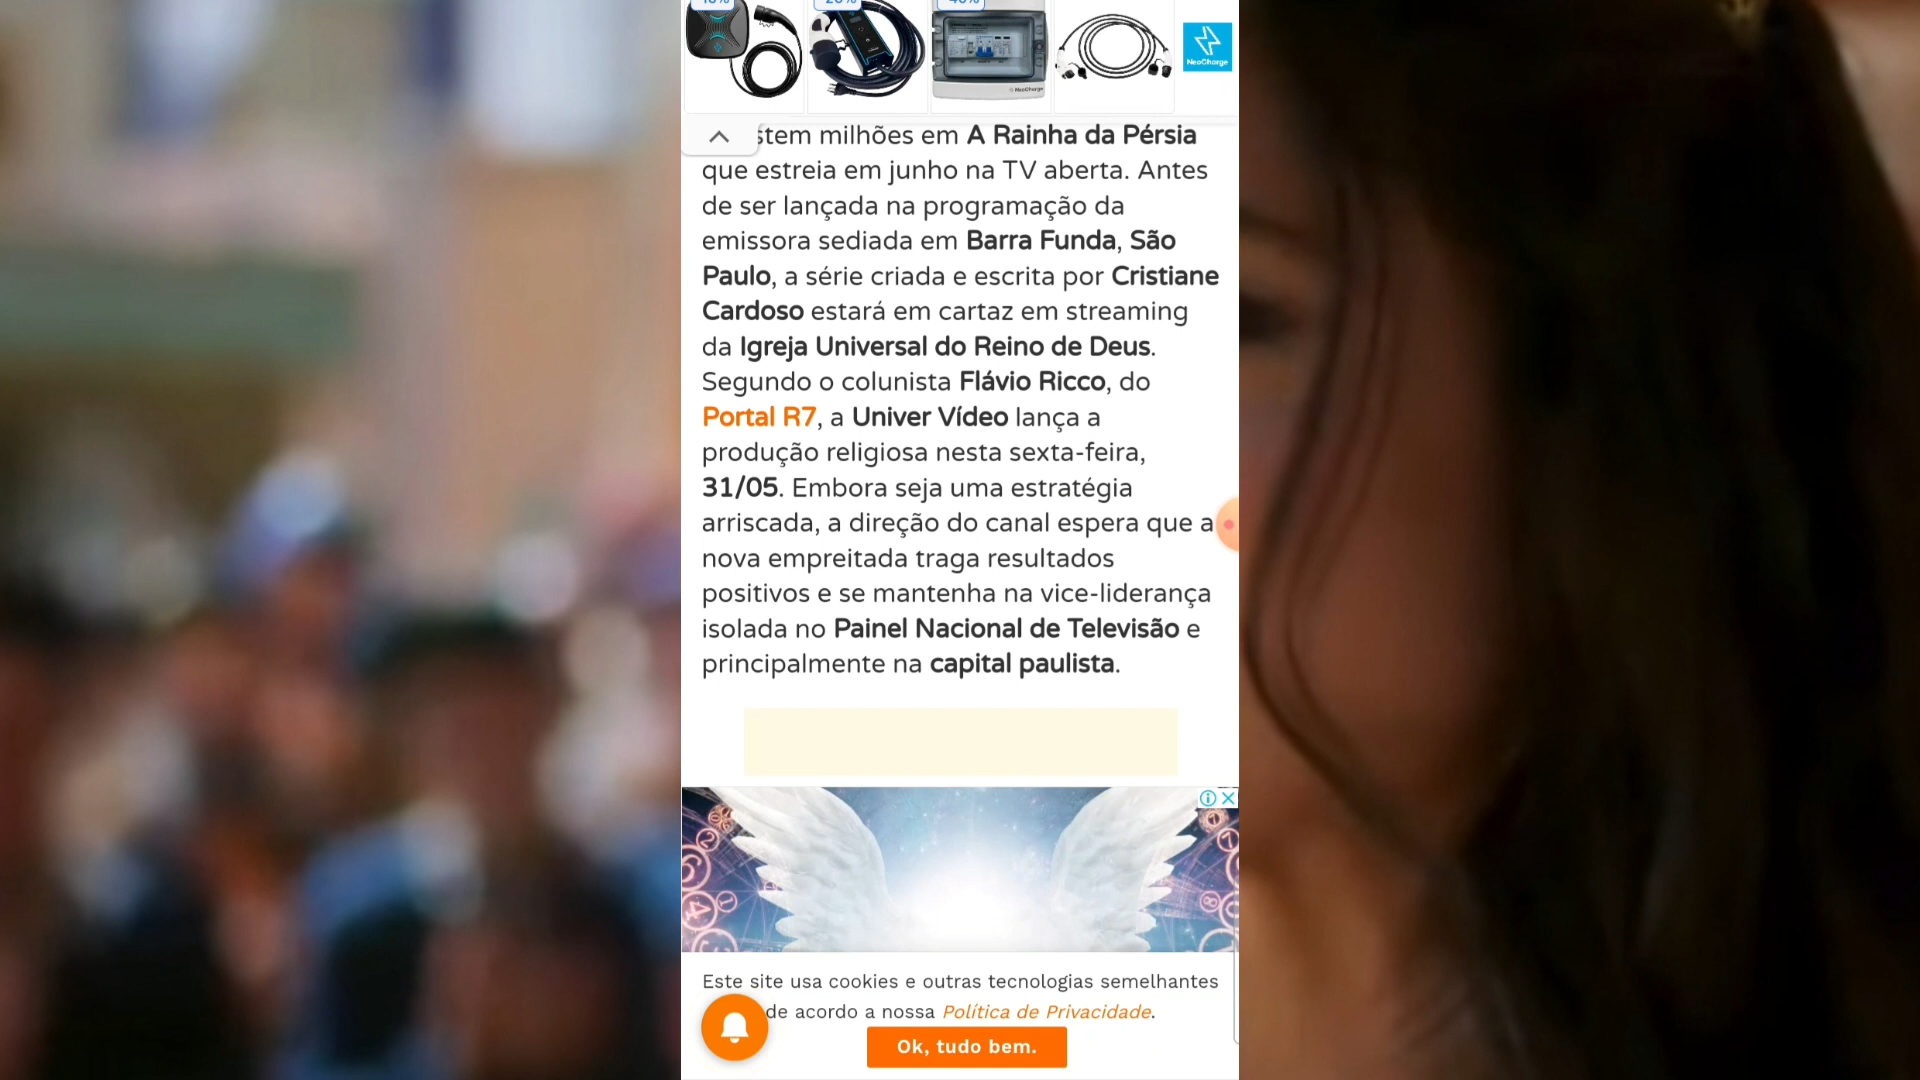 NeoCharge
NeoCharge
milhões em A Rainha da Pérsia
que estreia em junho na TV aberta. Antes
de ser lançada na programação da
emissora sediada em Barra Funda, São
Paulo, a série criada e escrita por Cristiane
Cardoso estará em cartaz em streaming
da Igreja Universal do Reino de Deus.
Segundo o colunista Flávio Ricco, do
Portal R7, a Univer Vídeo lança a
produção religiosa nesta sexta-feira,
31/05. Embora seja uma estratégia
arriscada, a direção do canal espera que a
nova empreitada traga resultados
positivos e se mantenha na vice-liderança
isolada no Painel Nacional de Televisão e
principalmente na capital paulista.
Este site usa cookies e outras tecnologias semelhantes
de acordo a nossa Política de Privacidade.
Ok, tudo bem.